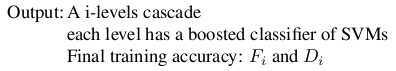 Output: A i-levels cascade
each level has a boosted classifier of SVMs
Final training accuracy: F_i and D_i